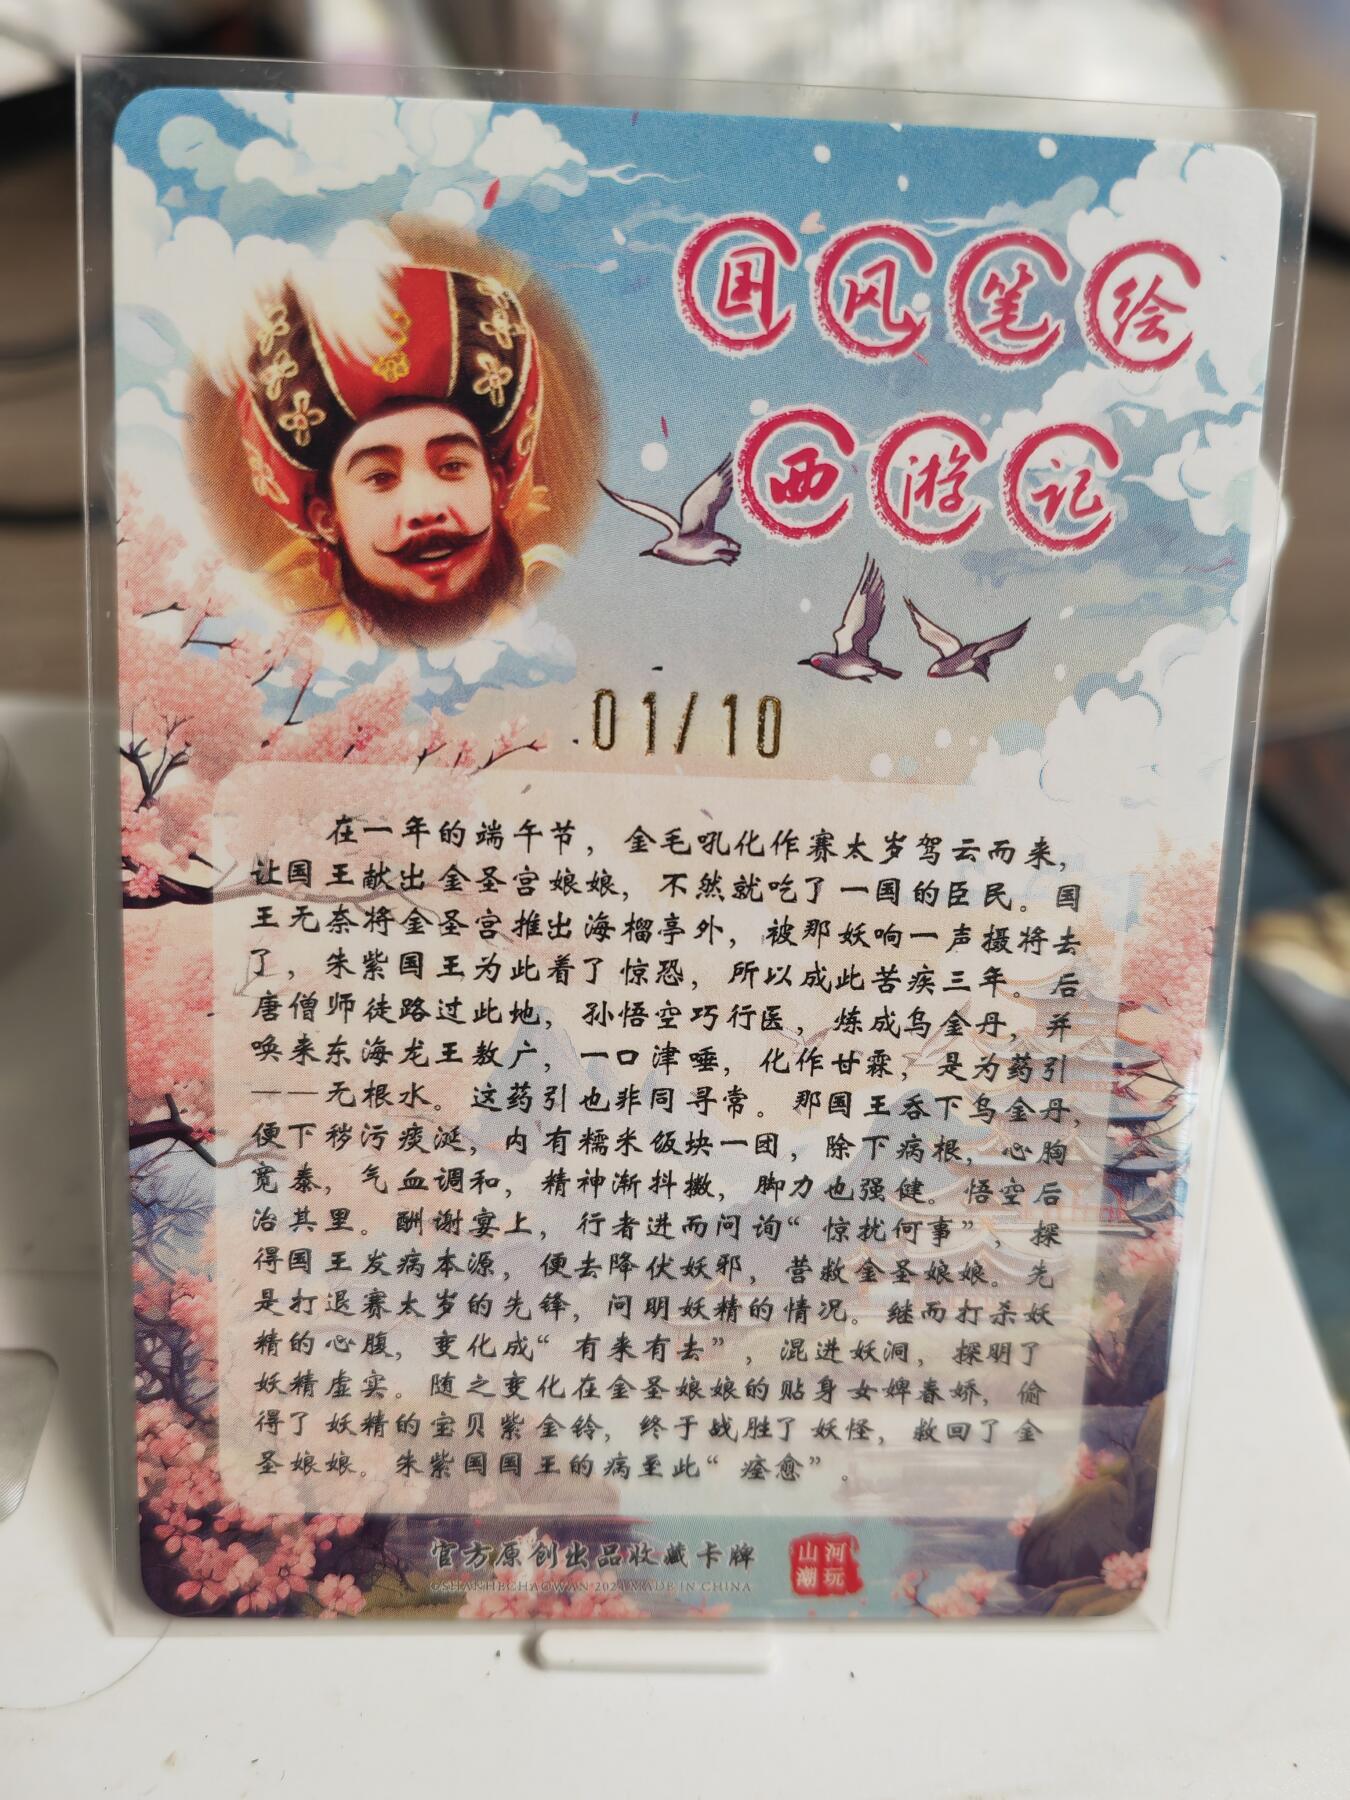 国风笔绘
西游记
01/10
在一年的端午节，金毛吼化作赛太岁驾云而来，
让国王献出金圣宫娘娘，不然就吃了一国的臣民。国
王无奈将金圣宫推出海榴亭外，被那妖响一声摄将去
了，朱紫国王为此着了惊恐，所以成此苦疾三年。后
唐僧师徒路过此地，孙悟空巧行医，炼成乌金丹，并
唤来东海龙王敖广，一口津唾，化作甘霖，是为药引
——无根水。这药引也非同寻常。那国王吞下乌金丹，
便下秽污痰涎，内有糯米饭块一团，除下病根，心胸
宽泰，气血调和，精神渐抖擞，脚力也强健。悟空后
治其里。酬谢宴上，行者进而问询“惊扰何事”，探
得国王发病本源，便去降伏妖邪，营救金圣娘娘。先
是打退赛太岁的先锋，问明妖精的情况。继而打杀妖
精的心腹，变化成“有来有去”，混进妖洞，探明了
妖精虚实。随之变化在金圣娘娘的贴身女婢春娇，偷
得了妖精的宝贝紫金铃，终于战胜了妖怪，救回了金
圣娘娘。朱紫国国王的病至此“痊愈”。
官方原创出品收藏卡牌
©SHANHECHAOWAN 2024 MADE IN CHINA
山河
潮玩